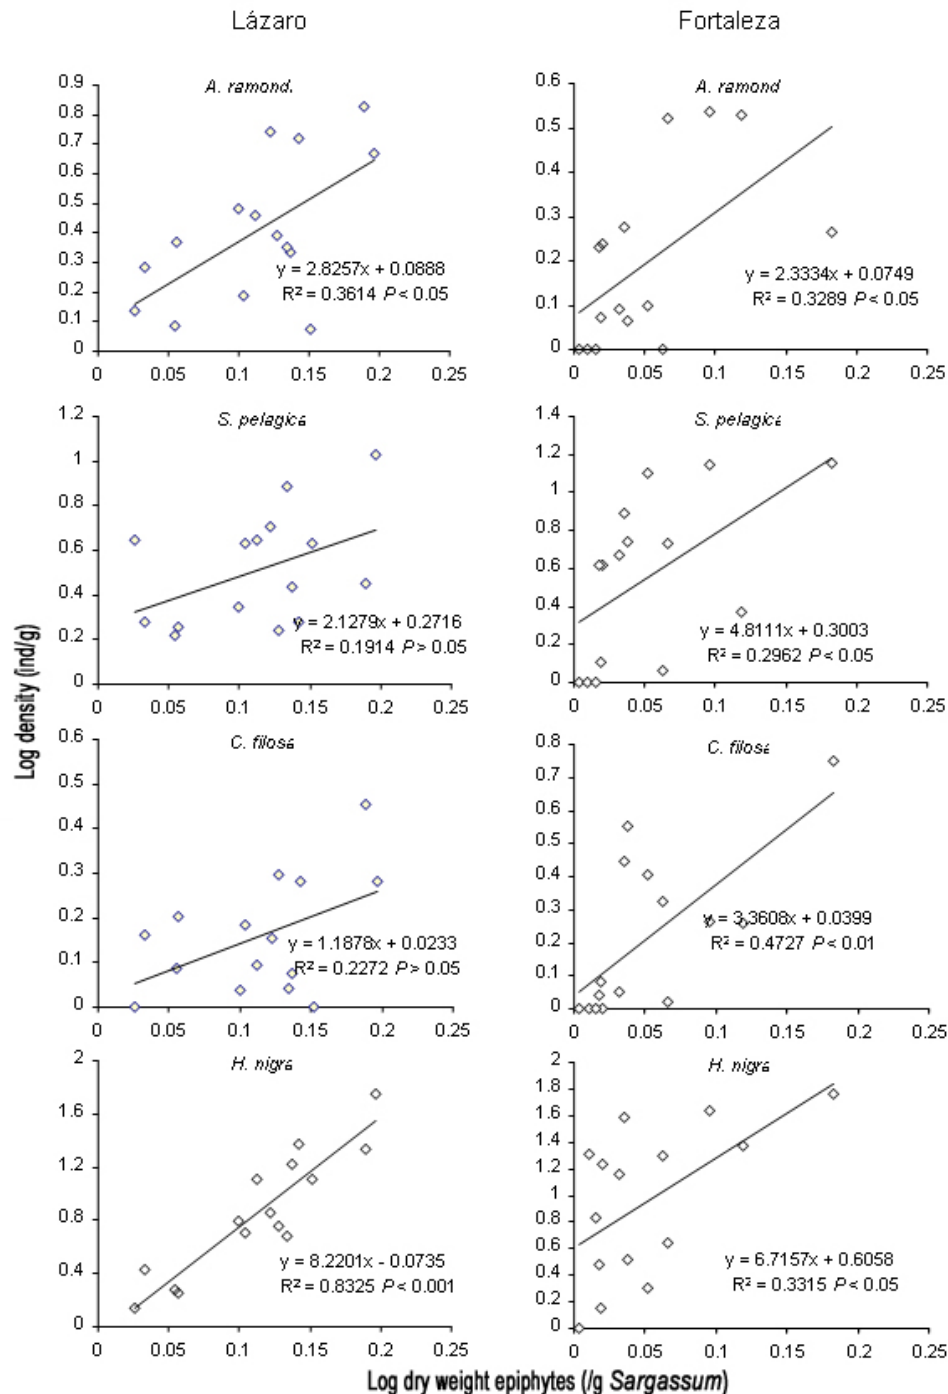 Lázaro
Fortaleza
A. ramond.
0.9
0.8
0.7
0.6
0.5
0.4
0.3
0.2
0.1
0
y = 2.8257x + 0.0888
R² = 0.3614 P < 0.05
0 0.05 0.1 0.15 0.2 0.25
A. ramond
0.6
0.5
0.3
0.2
0.1
0
y = 2.3334x + 0.0749
R² = 0.3289 P < 0.05
0 0.05 0.1 0.15 0.2 0.25
S. pelagica
1.2
1
0.8
0.6
0.4
0.2
0
y = 2.1279x + 0.2716
R² = 0.1914 P > 0.05
0 0.05 0.1 0.15 0.2 0.25
S. pelagica
1.4
1.2
1
0.8
0.6
0.4
0.2
0
y = 4.8111x + 0.3003
R² = 0.2962 P < 0.05
0 0.05 0.1 0.15 0.2 0.25
Log density (ind/g)
C. filosa
0.6
0.5
0.4
0.3
0.2
0.1
0
y = 1.1878x + 0.0233
R² = 0.2272 P > 0.05
0 0.05 0.1 0.15 0.2 0.25
C. filosa
0.8
0.7
0.6
0.5
0.4
0.3
0.2
0.1
0
y = 3.3608x + 0.0399
R² = 0.4727 P < 0.01
0 0.05 0.1 0.15 0.2 0.25
H. nigra
2
1.6
1.2
0.8
0.4
0
y = 8.2201x - 0.0735
R² = 0.8325 P < 0.001
0 0.05 0.1 0.15 0.2 0.25
H. nigra
2
1.8
1.6
1.4
1.2
1
0.8
0.6
0.4
0.2
0
y = 6.7157x + 0.6058
R² = 0.3315 P < 0.05
0 0.05 0.1 0.15 0.2 0.25
Log dry weight epiphytes (/g Sargassum)